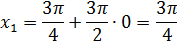 x₁ = 3π/4 + 3π/2 · 0 = 3π/4